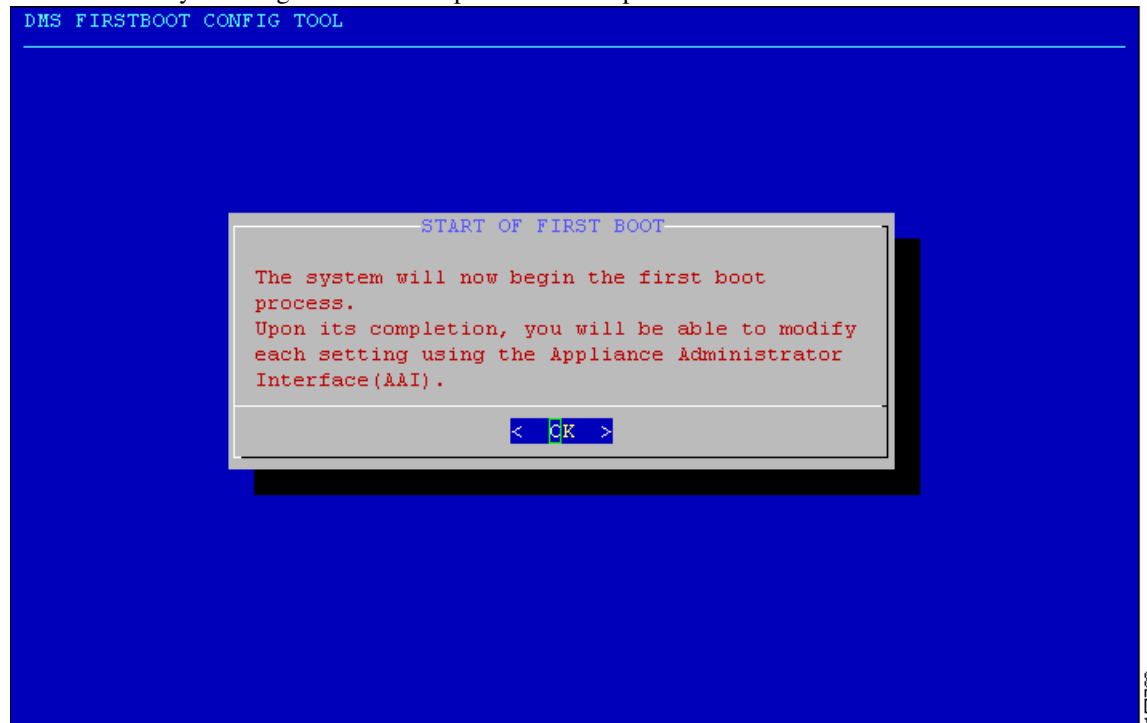 DMS FIRSTBOOT CONFIG TOOL
START OF FIRST BOOT
The system will now begin the first boot
process.
Upon its completion, you will be able to modify
each setting using the Appliance Administrator
Interface(AAI).
< OK >